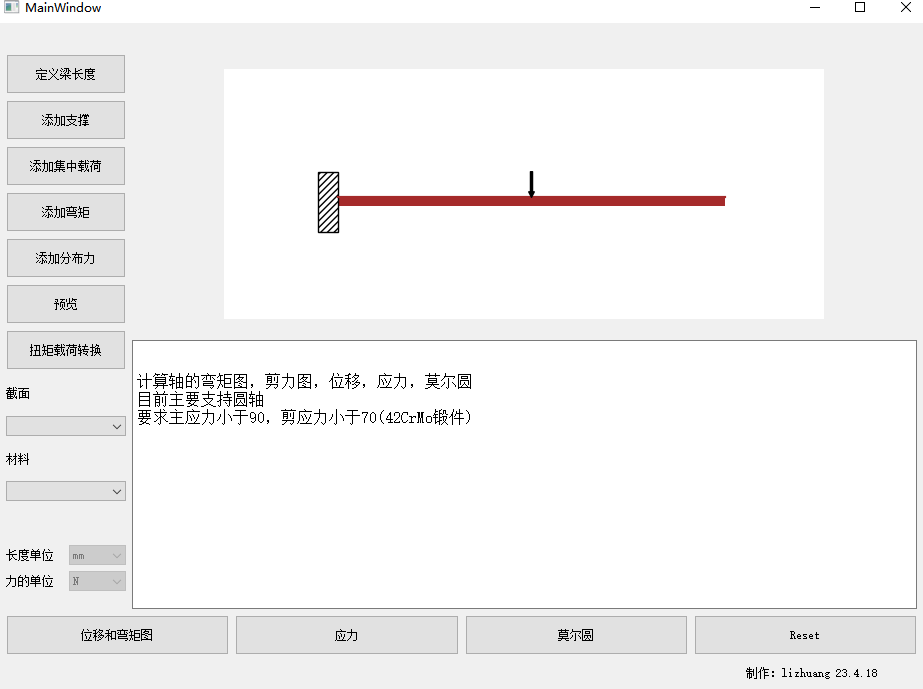 MainWindow
定义梁长度
添加支撑
添加集中载荷
添加弯矩
添加分布力
预览
扭矩载荷转换
截面
材料
长度单位 mm
力的单位 N
计算轴的弯矩图，剪力图，位移，应力，莫尔圆
目前主要支持圆轴
要求主应力小于90，剪应力小于70(42CrMo锻件)
位移和弯矩图
应力
莫尔圆
Reset
制作：lizhuang 23.4.18